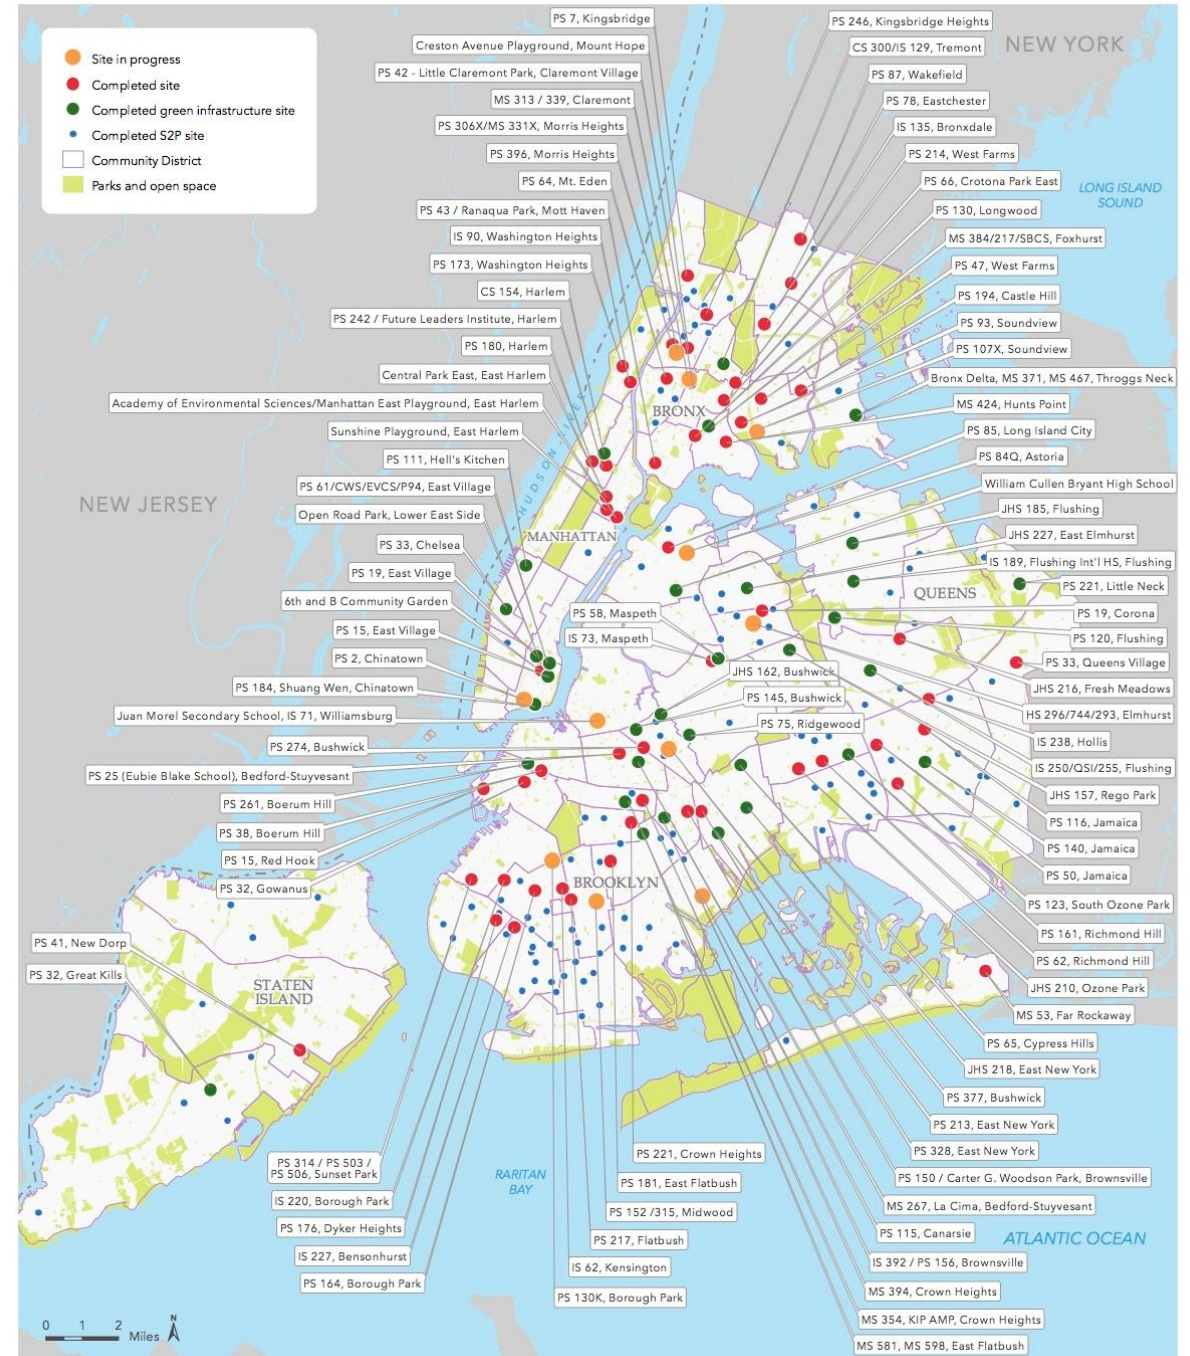 Site in progress
Completed site
Completed green infrastructure site
Completed S2P site
Community District
Parks and open space
PS 7, Kingsbridge
Creston Avenue Playground, Mount Hope
PS 42 - Little Claremont Park, Claremont Village
MS 313 / 339, Claremont
PS 306X/MS 331X, Morris Heights
PS 396, Morris Heights
PS 64, Mt. Eden
PS 43 / Ranaqua Park, Mott Haven
IS 90, Washington Heights
PS 173, Washington Heights
CS 154, Harlem
PS 242 / Future Leaders Institute, Harlem
PS 180, Harlem
Central Park East, East Harlem
Academy of Environmental Sciences/Manhattan East Playground, East Harlem
Sunshine Playground, East Harlem
PS 111, Hell's Kitchen
PS 61/CWS/EVCS/P94, East Village
Open Road Park, Lower East Side
PS 33, Chelsea
PS 19, East Village
6th and B Community Garden
PS 15, East Village
PS 2, Chinatown
PS 184, Shuang Wen, Chinatown
Juan Morel Secondary School, IS 71, Williamsburg
PS 274, Bushwick
PS 25 (Eubie Blake School), Bedford-Stuyvesant
PS 261, Boerum Hill
PS 38, Boerum Hill
PS 15, Red Hook
PS 32, Gowanus
PS 41, New Dorp
PS 32, Great Kills
PS 246, Kingsbridge Heights
CS 300/IS 129, Tremont
PS 87, Wakefield
PS 78, Eastchester
IS 135, Bronxdale
PS 214, West Farms
PS 66, Crotona Park East
PS 130, Longwood
MS 384/217/SBCS, Foxhurst
PS 47, West Farms
PS 194, Castle Hill
PS 93, Soundview
PS 107X, Soundview
Bronx Delta, MS 371, MS 467, Throggs Neck
MS 424, Hunts Point
PS 85, Long Island City
PS 84Q, Astoria
William Cullen Bryant High School
JHS 185, Flushing
JHS 227, East Elmhurst
IS 189, Flushing Int'l HS, Flushing
PS 221, Little Neck
PS 19, Corona
PS 120, Flushing
PS 33, Queens Village
JHS 216, Fresh Meadows
HS 296/744/293, Elmhurst
IS 238, Hollis
IS 250/QSI/255, Flushing
JHS 157, Rego Park
PS 116, Jamaica
PS 140, Jamaica
PS 50, Jamaica
PS 123, South Ozone Park
PS 161, Richmond Hill
PS 62, Richmond Hill
JHS 210, Ozone Park
MS 53, Far Rockaway
PS 65, Cypress Hills
JHS 218, East New York
PS 377, Bushwick
PS 213, East New York
PS 328, East New York
PS 150 / Carter G. Woodson Park, Brownsville
MS 267, La Cima, Bedford-Stuyvesant
PS 115, Canarsie
IS 392 / PS 156, Brownsville
MS 394, Crown Heights
MS 354, KIP AMP, Crown Heights
MS 581, MS 598, East Flatbush
PS 58, Maspeth
IS 73, Maspeth
JHS 162, Bushwick
PS 145, Bushwick
PS 75, Ridgewood
PS 314 / PS 503 /
PS 506, Sunset Park
IS 220, Borough Park
PS 176, Dyker Heights
IS 227, Bensonhurst
PS 164, Borough Park
PS 221, Crown Heights
PS 181, East Flatbush
PS 152 /315, Midwood
PS 217, Flatbush
IS 62, Kensington
PS 130K, Borough Park
NEW YORK
LONG ISLAND
SOUND
NEW JERSEY
HUDSON RIVER
BRONX
MANHATTAN
QUEENS
BROOKLYN
STATEN
ISLAND
RARITAN
BAY
ATLANTIC OCEAN
0 1 2
Miles
N